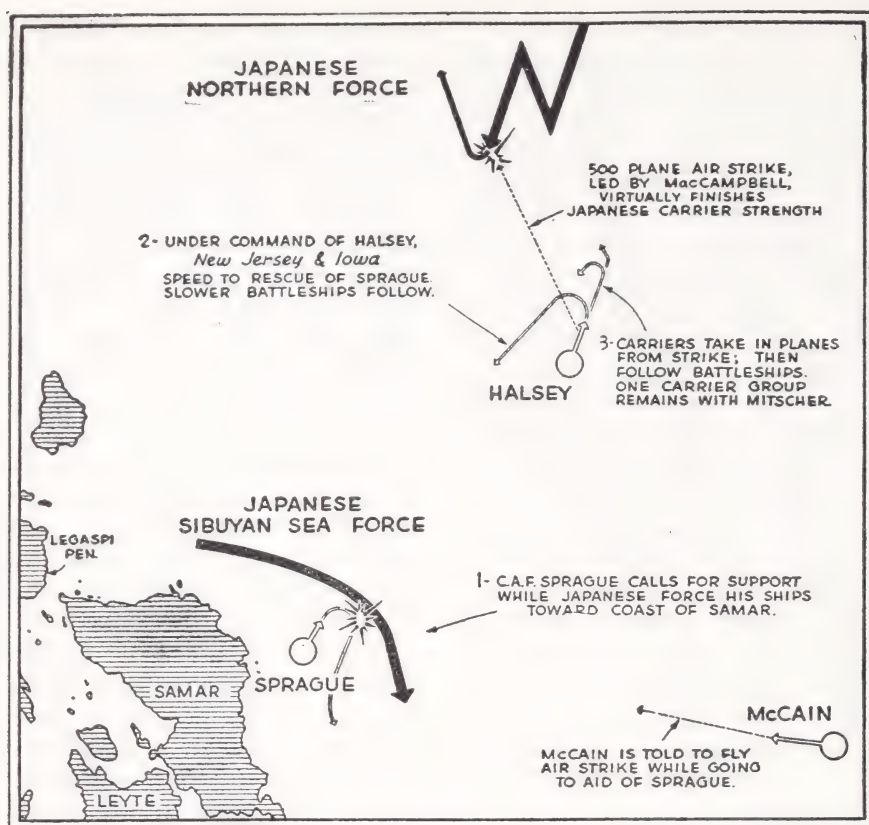 JAPANESE
NORTHERN FORCE
500 PLANE AIR STRIKE,
LED BY MacCAMPBELL,
VIRTUALLY FINISHES
JAPANESE CARRIER STRENGTH
2- UNDER COMMAND OF HALSEY,
New Jersey & Iowa
SPEED TO RESCUE OF SPRAGUE.
SLOWER BATTLESHIPS FOLLOW.
3- CARRIERS TAKE IN PLANES
FROM STRIKE; THEN
FOLLOW BATTLESHIPS.
ONE CARRIER GROUP
REMAINS WITH MITSCHER.
HALSEY
JAPANESE
SIBUYAN SEA FORCE
LEGASPI
PEN.
1- C.A.F. SPRAGUE CALLS FOR SUPPORT
WHILE JAPANESE FORCE HIS SHIPS
TOWARD COAST OF SAMAR.
SAMAR
SPRAGUE
McCAIN
McCAIN IS TOLD TO FLY
AIR STRIKE WHILE GOING
TO AID OF SPRAGUE.
LEYTE